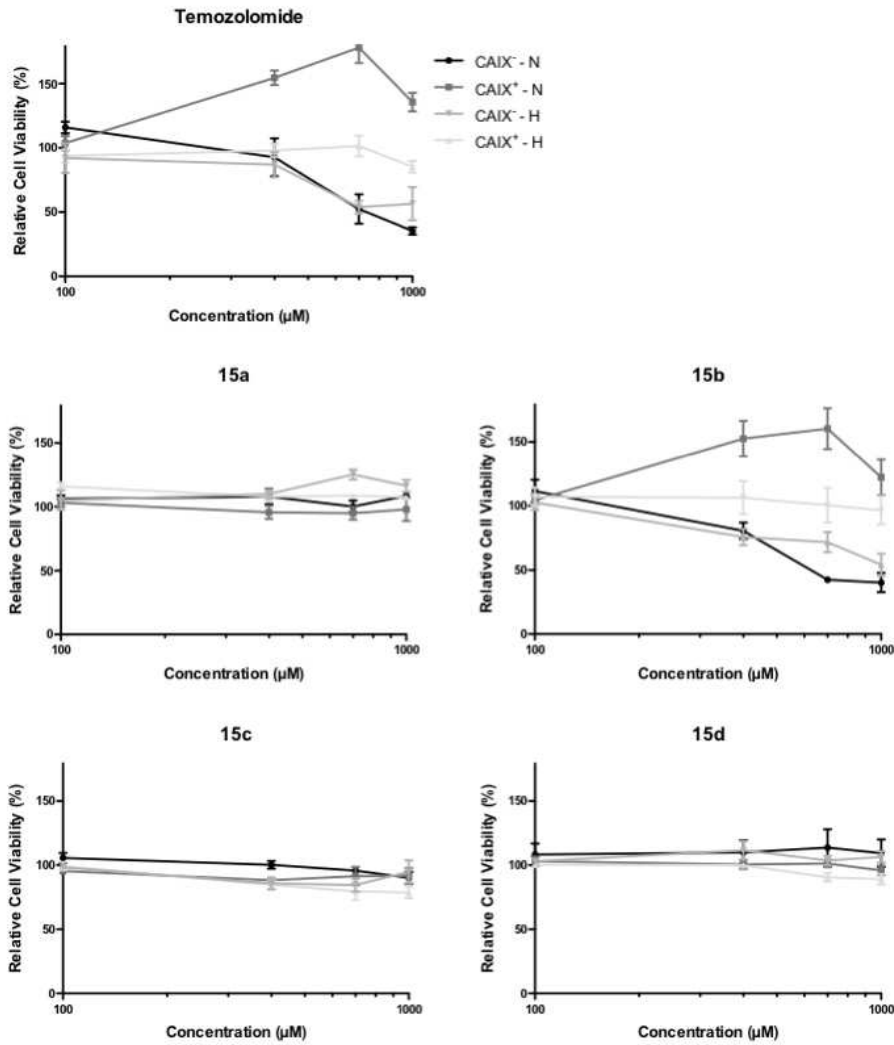 Temozolomide
Relative Cell Viability (%)
150
100
50
0
100
1000
Concentration (µM)
CAIX⁻ - N
CAIX⁺ - N
CAIX⁻ - H
CAIX⁺ - H
15a
Relative Cell Viability (%)
150
100
50
0
100
1000
Concentration (µM)
15b
Relative Cell Viability (%)
150
100
50
0
100
1000
Concentration (µM)
15c
Relative Cell Viability (%)
150
100
50
0
100
1000
Concentration (µM)
15d
Relative Cell Viability (%)
150
100
50
0
100
1000
Concentration (µM)